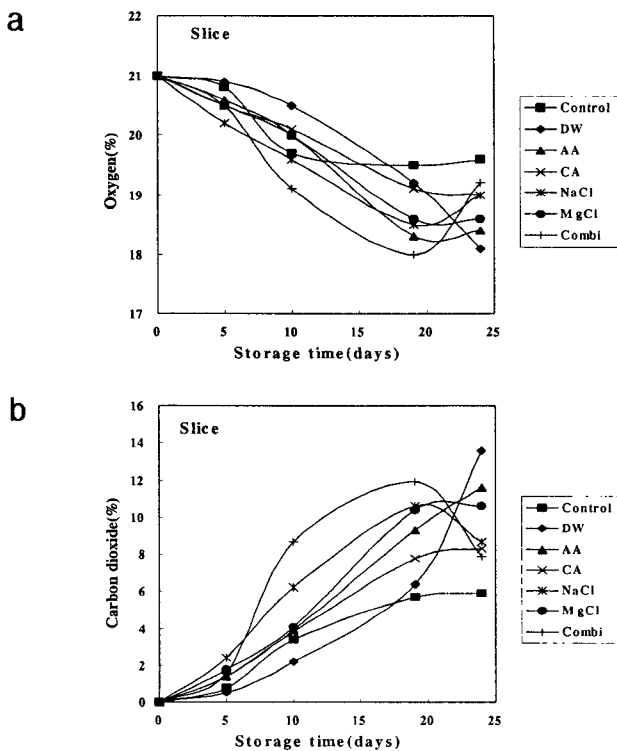 a
Slice
22
21
20
19
18
17
Oxygen(%)
0 5 10 15 20 25
Storage time(days)
Control
DW
AA
CA
NaCl
MgCl
Combi
b
Slice
16
14
12
10
8
6
4
2
0
Carbon dioxide(%)
0 5 10 15 20 25
Storage time(days)
Control
DW
AA
CA
NaCl
MgCl
Combi